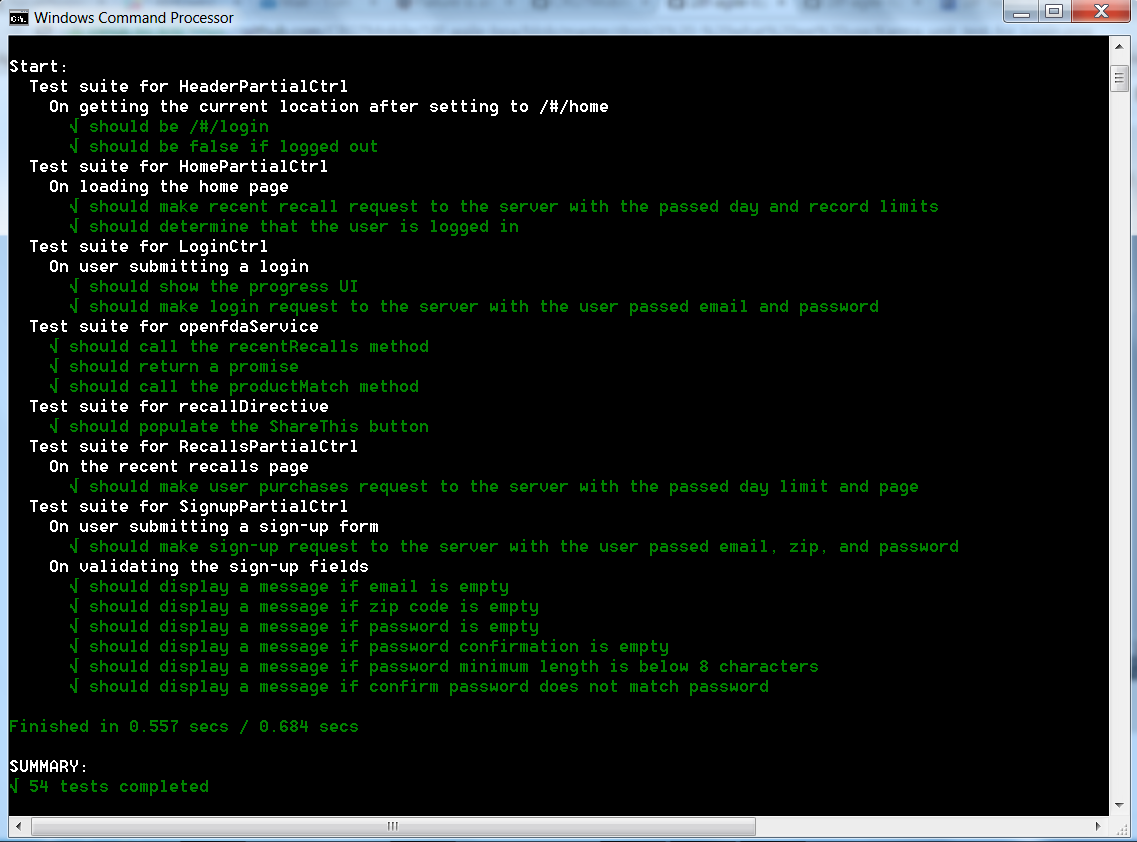 Windows Command Processor
Start:
Test suite for HeaderPartialCtrl
On getting the current location after setting to /#/home
√ should be /#/login
√ should be false if logged out
Test suite for HomePartialCtrl
On loading the home page
√ should make recent recall request to the server with the passed day and record limits
√ should determine that the user is logged in
Test suite for LoginCtrl
On user submitting a login
√ should show the progress UI
√ should make login request to the server with the user passed email and password
Test suite for openfdaService
√ should call the recentRecalls method
√ should return a promise
√ should call the productMatch method
Test suite for recallDirective
√ should populate the ShareThis button
Test suite for RecallsPartialCtrl
On the recent recalls page
√ should make user purchases request to the server with the passed day limit and page
Test suite for SignupPartialCtrl
On user submitting a sign-up form
√ should make sign-up request to the server with the user passed email, zip, and password
On validating the sign-up fields
√ should display a message if email is empty
√ should display a message if zip code is empty
√ should display a message if password is empty
√ should display a message if password confirmation is empty
√ should display a message if password minimum length is below 8 characters
√ should display a message if confirm password does not match password
Finished in 0.557 secs / 0.684 secs
SUMMARY:
√ 54 tests completed